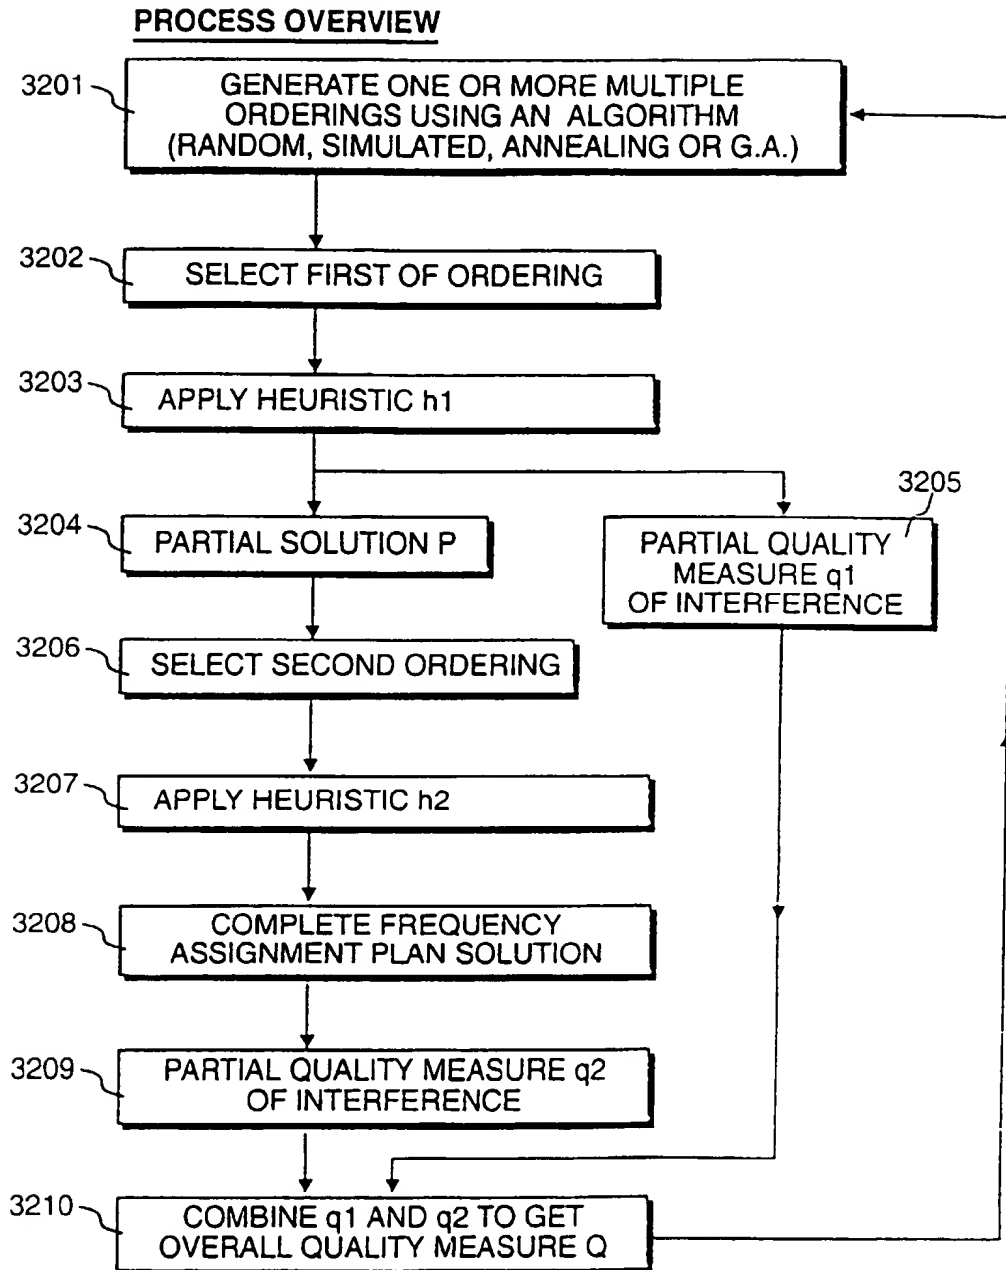 PROCESS OVERVIEW
3201
GENERATE ONE OR MORE MULTIPLE
ORDERINGS USING AN ALGORITHM
(RANDOM, SIMULATED, ANNEALING OR G.A.)
3202
SELECT FIRST OF ORDERING
3203
APPLY HEURISTIC h1
3204
PARTIAL SOLUTION P
3205
PARTIAL QUALITY
MEASURE q1
OF INTERFERENCE
3206
SELECT SECOND ORDERING
3207
APPLY HEURISTIC h2
3208
COMPLETE FREQUENCY
ASSIGNMENT PLAN SOLUTION
3209
PARTIAL QUALITY MEASURE q2
OF INTERFERENCE
3210
COMBINE q1 AND q2 TO GET
OVERALL QUALITY MEASURE Q